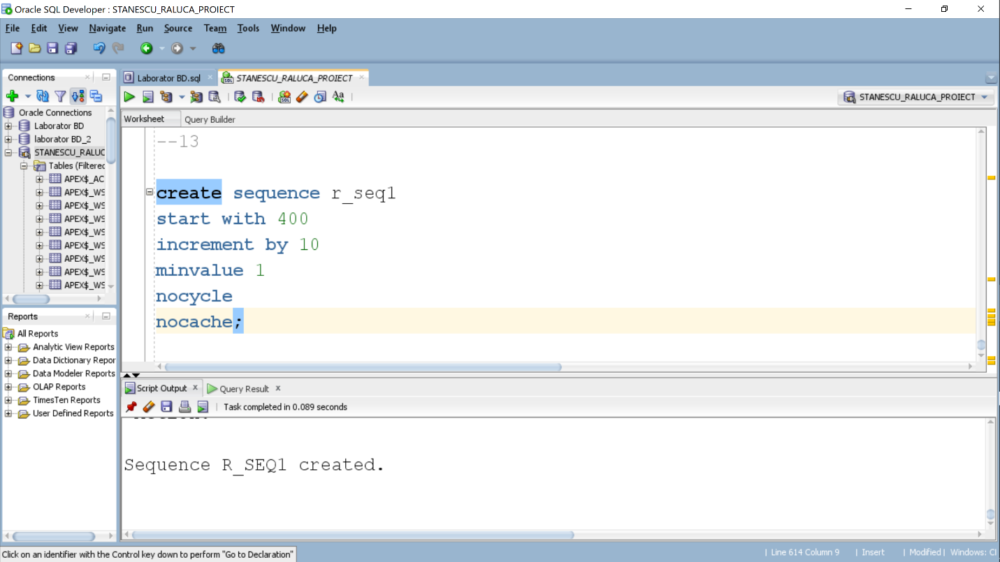 Oracle SQL Developer : STANESCU_RALUCA_PROIECT
File Edit View Navigate Run Source Team Tools Window Help
Connections
Oracle Connections
Laborator BD
laborator BD_2
STANESCU_RALUC
Tables (Filtered
APEX$_AC
APEX$_WS
APEX$_WS
APEX$_WS
APEX$_WS
APEX$_WS
APEX$_WS
APEX$_WS
APEX$_WS
Reports
All Reports
Analytic View Reports
Data Dictionary Repor
Data Modeler Reports
OLAP Reports
TimesTen Reports
User Defined Reports
Laborator BD.sql STANESCU_RALUCA_PROIECT
STANESCU_RALUCA_PROIECT
Worksheet Query Builder
--13
create sequence r_seq1
start with 400
increment by 10
minvalue 1
nocycle
nocache;
Script Output Query Result
Task completed in 0.089 seconds
Sequence R_SEQ1 created.
Click on an identifier with the Control key down to perform "Go to Declaration"
| Line 614 Column 9 | Insert | Modified | Windows: Cl